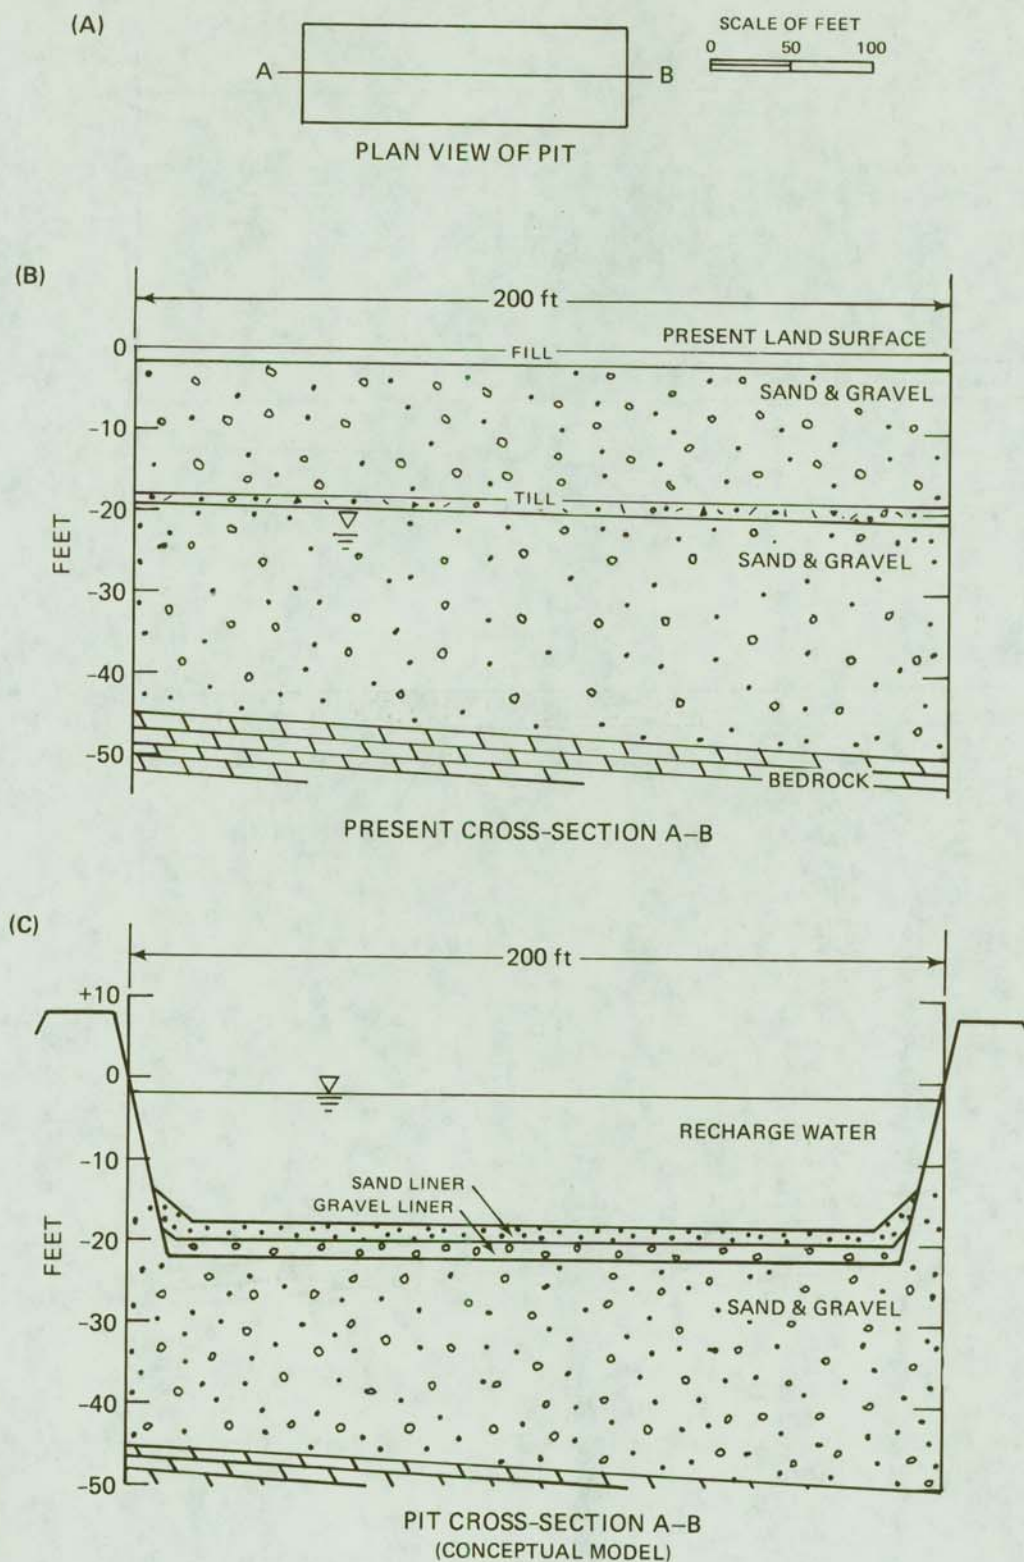 (A)
SCALE OF FEET
0 50 100
A B
PLAN VIEW OF PIT
(B)
200 ft
PRESENT LAND SURFACE
0
FILL
SAND & GRAVEL
-10
TILL
-20
FEET
SAND & GRAVEL
-30
-40
-50
BEDROCK
PRESENT CROSS-SECTION A-B
(C)
200 ft
+10
0
RECHARGE WATER
-10
SAND LINER
GRAVEL LINER
FEET
-20
SAND & GRAVEL
-30
-40
-50
PIT CROSS-SECTION A-B
(CONCEPTUAL MODEL)